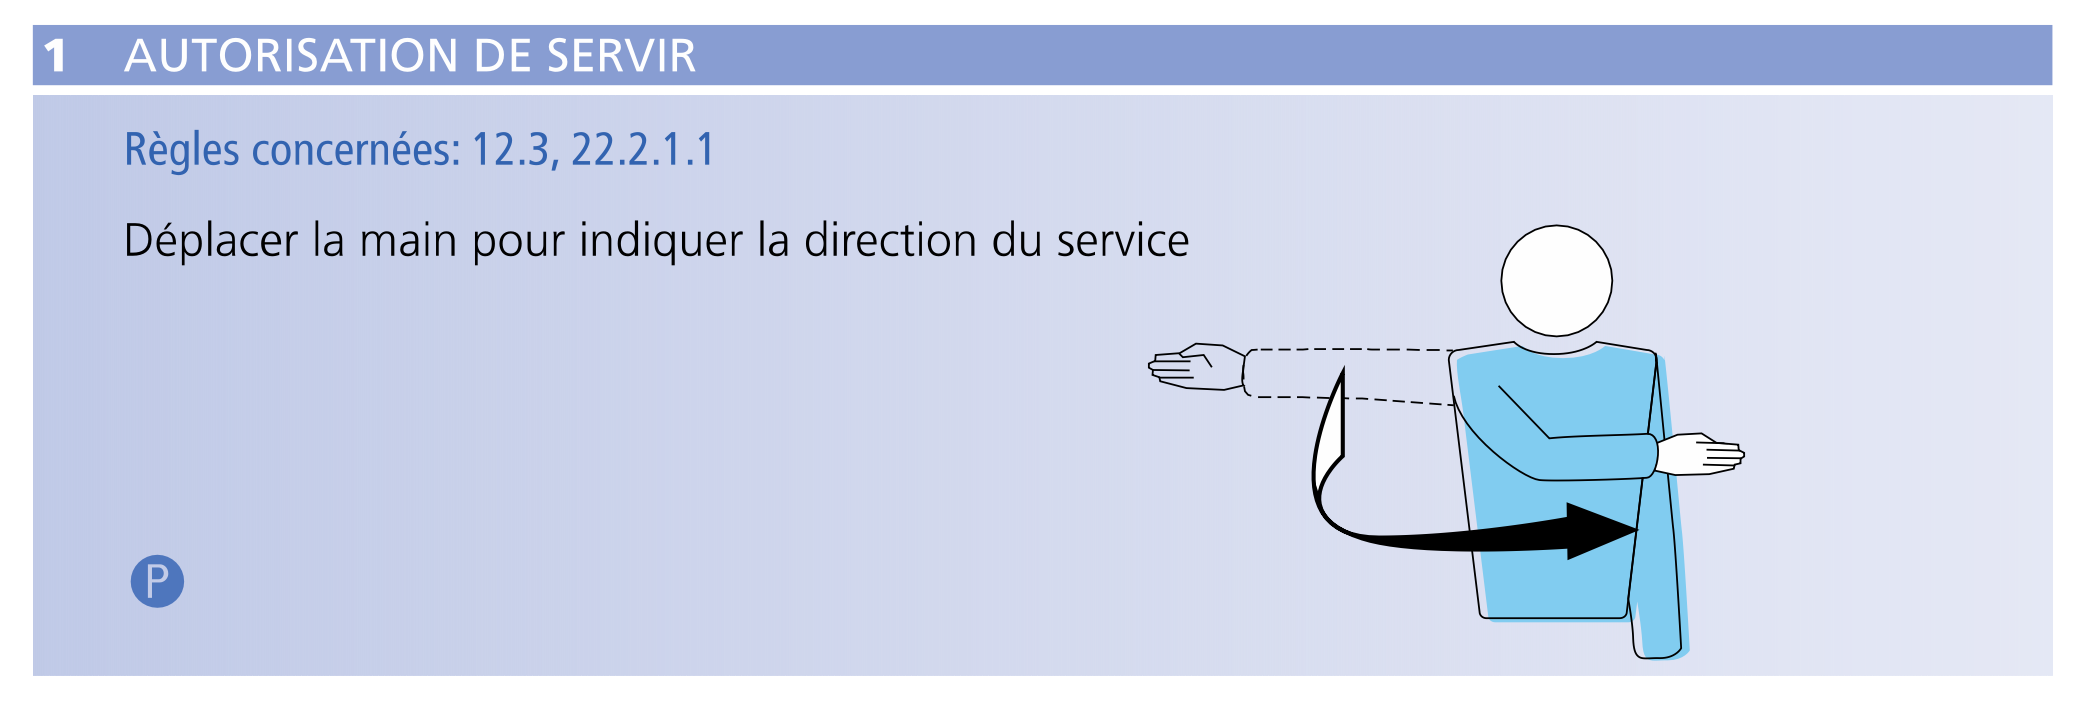 1 AUTORISATION DE SERVIR
Règles concernées: 12.3, 22.2.1.1
Déplacer la main pour indiquer la direction du service
P